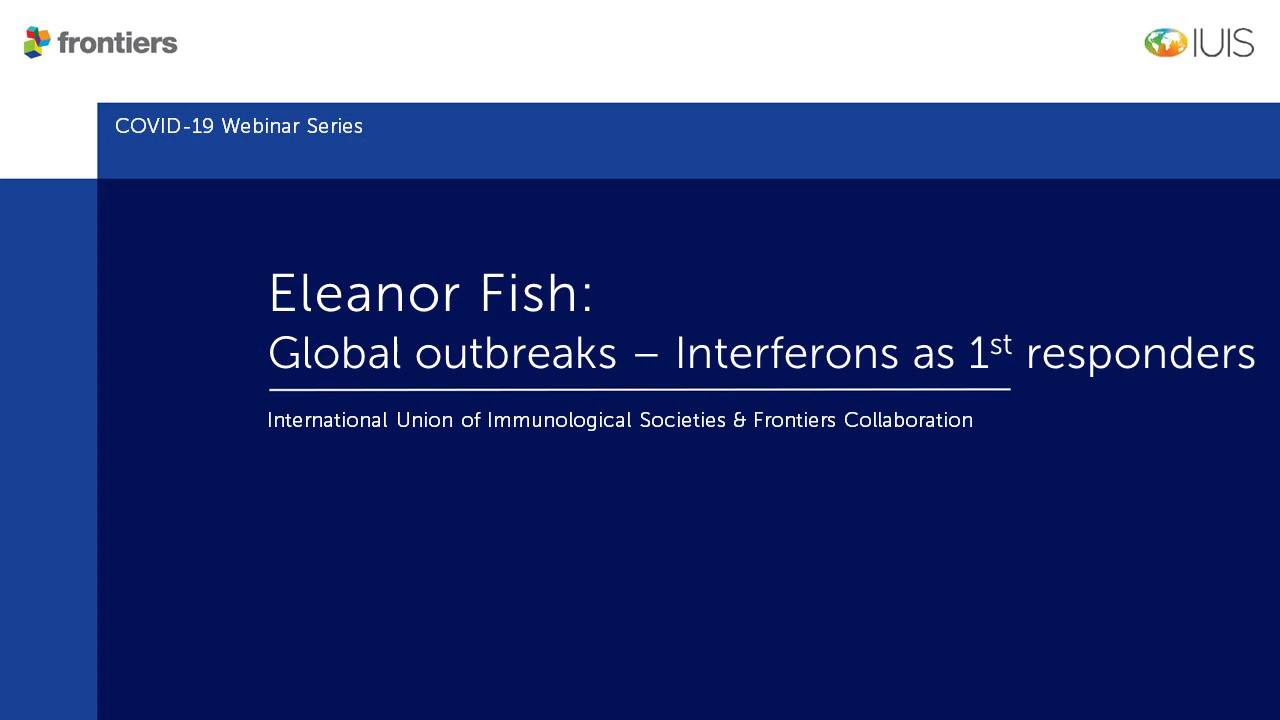 frontiers
IUIS
COVID-19 Webinar Series
Eleanor Fish:
Global outbreaks – Interferons as 1st responders
International Union of Immunological Societies & Frontiers Collaboration